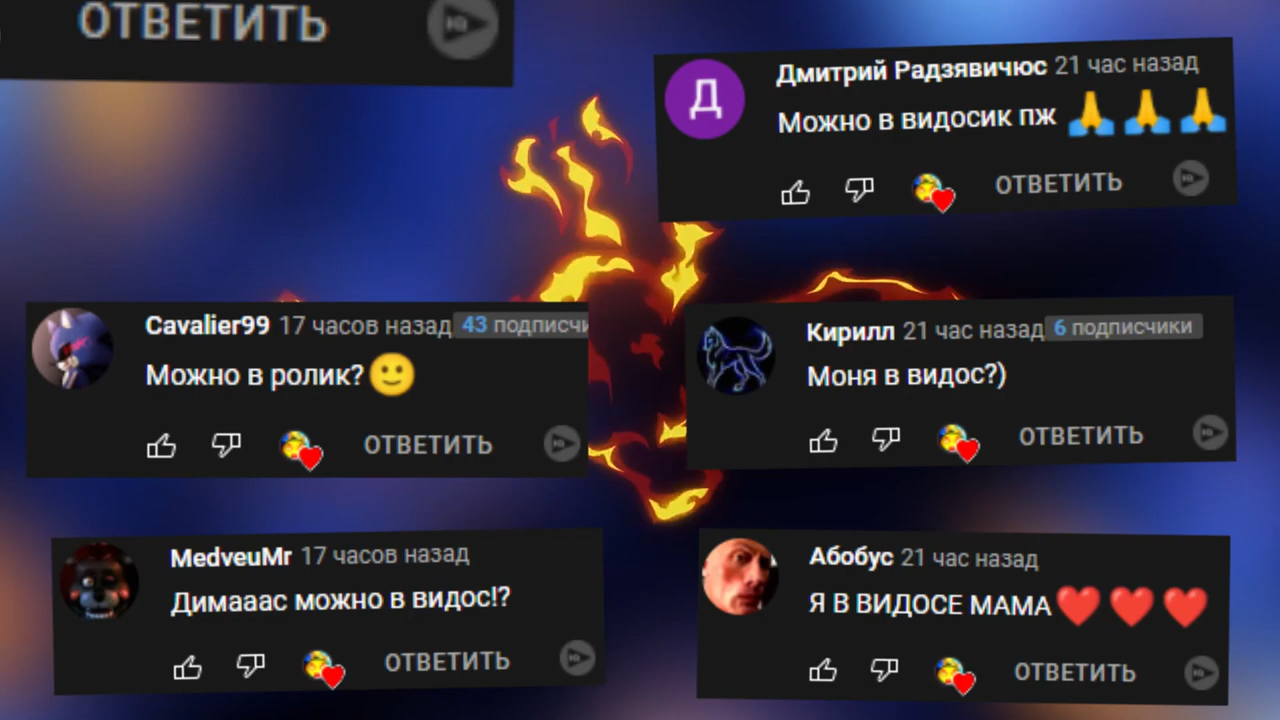 ОТВЕТИТЬ
Д
Дмитрий Радзявичюс 21 час назад
Можно в видосик пж 🙏 🙏 🙏
ОТВЕТИТЬ
Cavalier99 17 часов назад 43 подписчи
Можно в ролик? 🙂
ОТВЕТИТЬ
Кирилл 21 час назад 6 подписчики
Моня в видос?)
ОТВЕТИТЬ
MedveuMr 17 часов назад
Димааас можно в видос!?
ОТВЕТИТЬ
Абобус 21 час назад
Я В ВИДОСЕ МАМА ❤️ ❤️ ❤️
ОТВЕТИТЬ